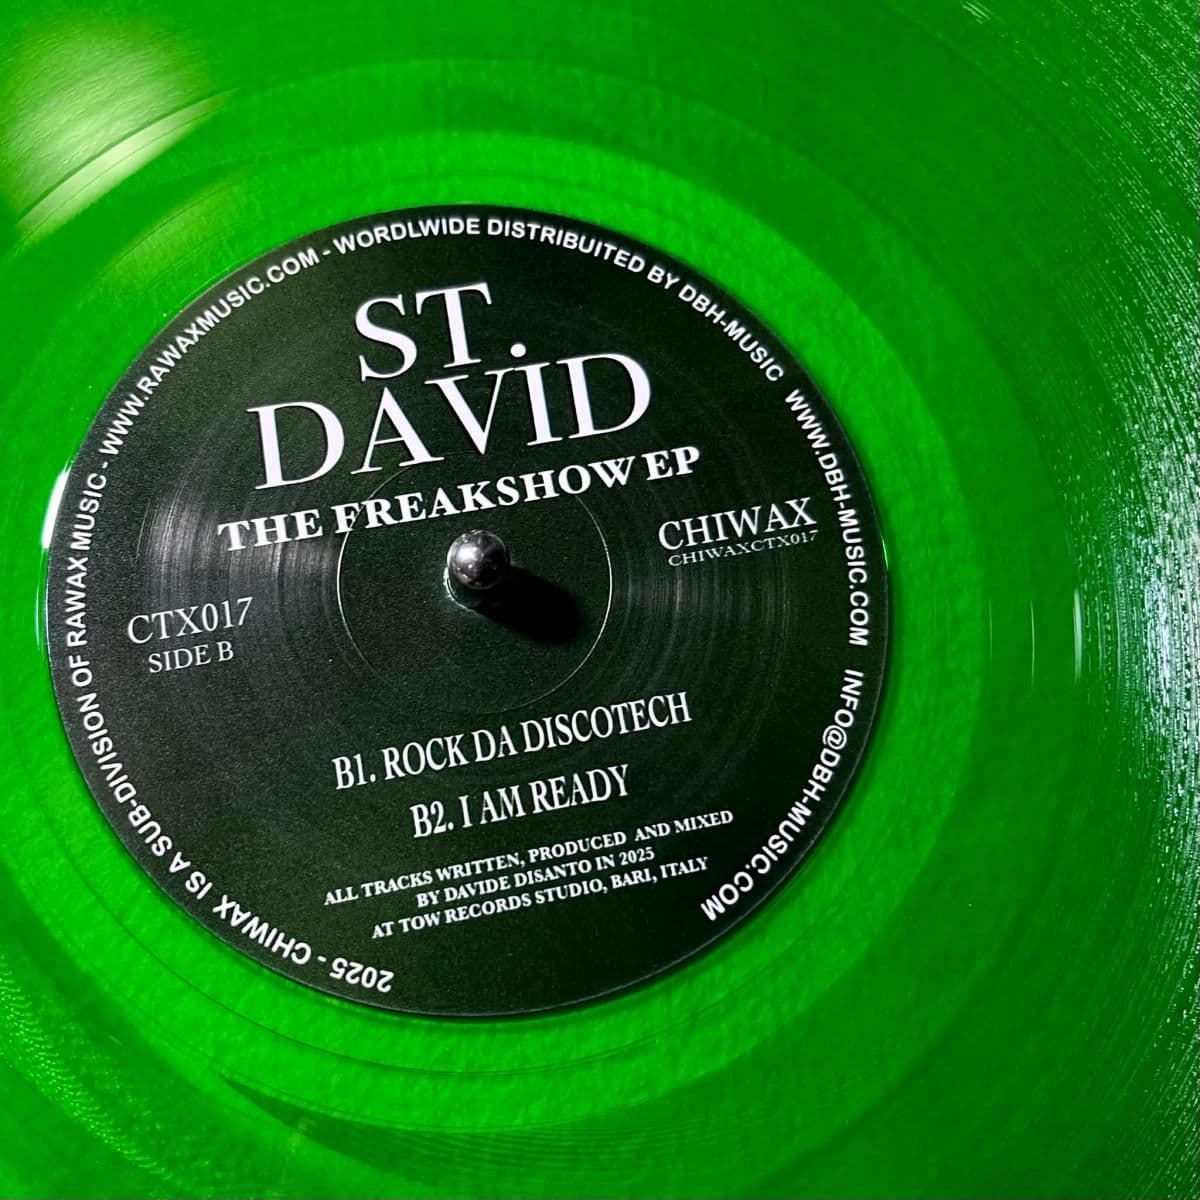 2025 - CHIWAX IS A SUB-DIVISION OF RAWAX MUSIC - WWW.RAWAXMUSIC.COM - WORDLWIDE DISTRIBUITED BY DBH-MUSIC WWW.DBH-MUSIC.COM INFO@DBH-MUSIC.COM
ST.
DAVID
THE FREAKSHOW EP
CHIWAX
CHIWAXCTX017
CTX017
SIDE B
B1. ROCK DA DISCOTECH
B2. I AM READY
ALL TRACKS WRITTEN, PRODUCED AND MIXED
BY DAVIDE DISANTO IN 2025
AT TOW RECORDS STUDIO, BARI, ITALY